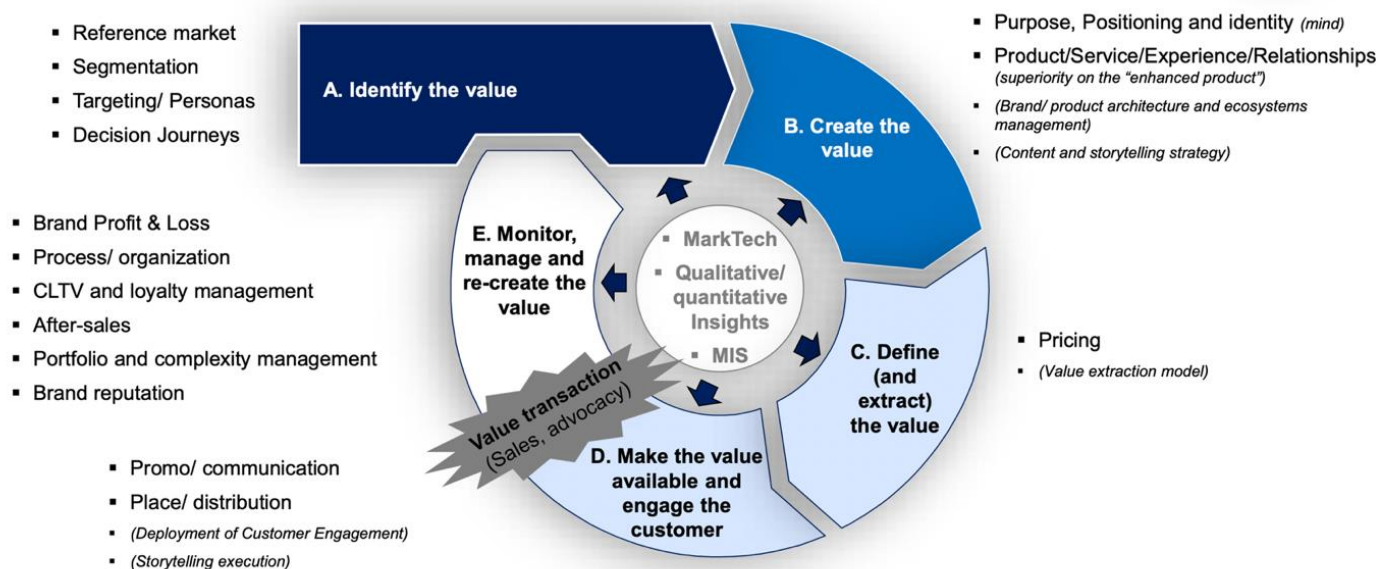 ▪ Reference market
▪ Segmentation
▪ Targeting/ Personas
▪ Decision Journeys
A. Identify the value
▪ Purpose, Positioning and identity (mind)
▪ Product/Service/Experience/Relationships
(superiority on the “enhanced product”)
▪ (Brand/ product architecture and ecosystems
management)
▪ (Content and storytelling strategy)
B. Create the
value
▪ Brand Profit & Loss
▪ Process/ organization
▪ CLTV and loyalty management
▪ After-sales
▪ Portfolio and complexity management
▪ Brand reputation
E. Monitor,
manage and
re-create the
value
▪ MarkTech
▪ Qualitative/
quantitative
Insights
▪ MIS
C. Define
(and
extract)
the value
▪ Pricing
▪ (Value extraction model)
Value transaction
(Sales, advocacy)
D. Make the value
available and
engage the
customer
▪ Promo/ communication
▪ Place/ distribution
▪ (Deployment of Customer Engagement)
▪ (Storytelling execution)